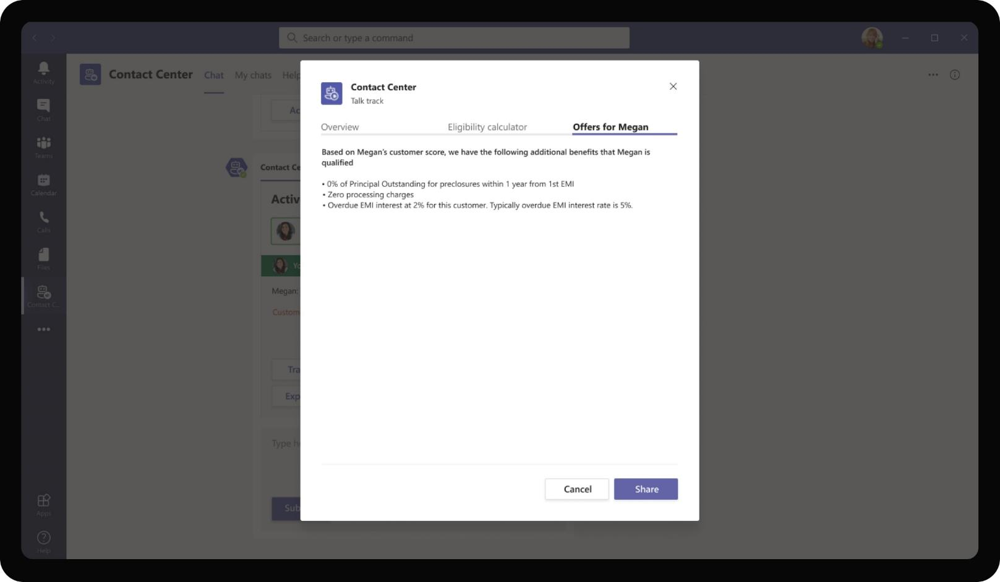 Search or type a command
Activity
Chat
Teams
Calendar
Calls
Files
Contact C...
Apps
Help
Contact Center
Chat
My chats
Help
Ac
Contact Ce
Activ
Yo
Megan:
Custom
Tra
Exp
Type he
Sub
Contact Center
Talk track
Overview
Eligibility calculator
Offers for Megan
Based on Megan's customer score, we have the following additional benefits that Megan is
qualified
• 0% of Principal Outstanding for preclosures within 1 year from 1st EMI
• Zero processing charges
• Overdue EMI interest at 2% for this customer. Typically overdue EMI interest rate is 5%.
Cancel
Share